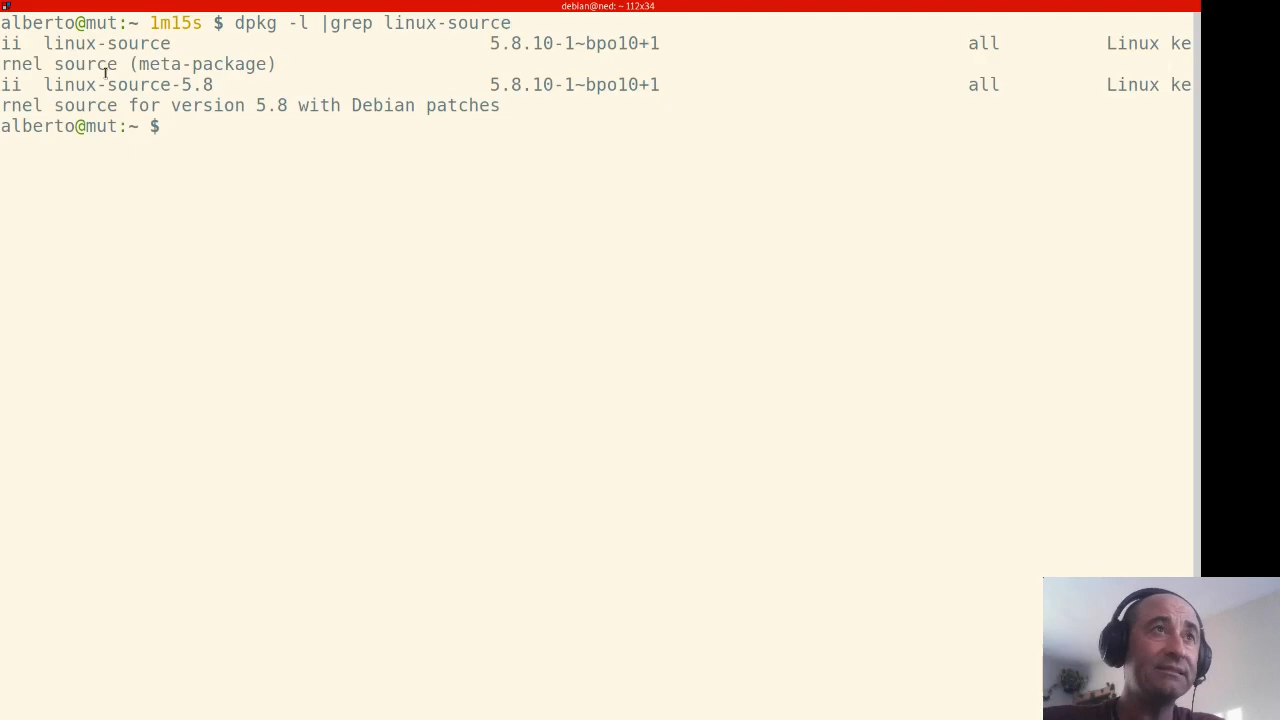 debian@ned: ~ 112x34
alberto@mut:~ 1m15s $ dpkg -l |grep linux-source
ii  linux-source                              5.8.10-1~bpo10+1                             all          Linux ke
rnel source (meta-package)
ii  linux-source-5.8                          5.8.10-1~bpo10+1                             all          Linux ke
rnel source for version 5.8 with Debian patches
alberto@mut:~ $